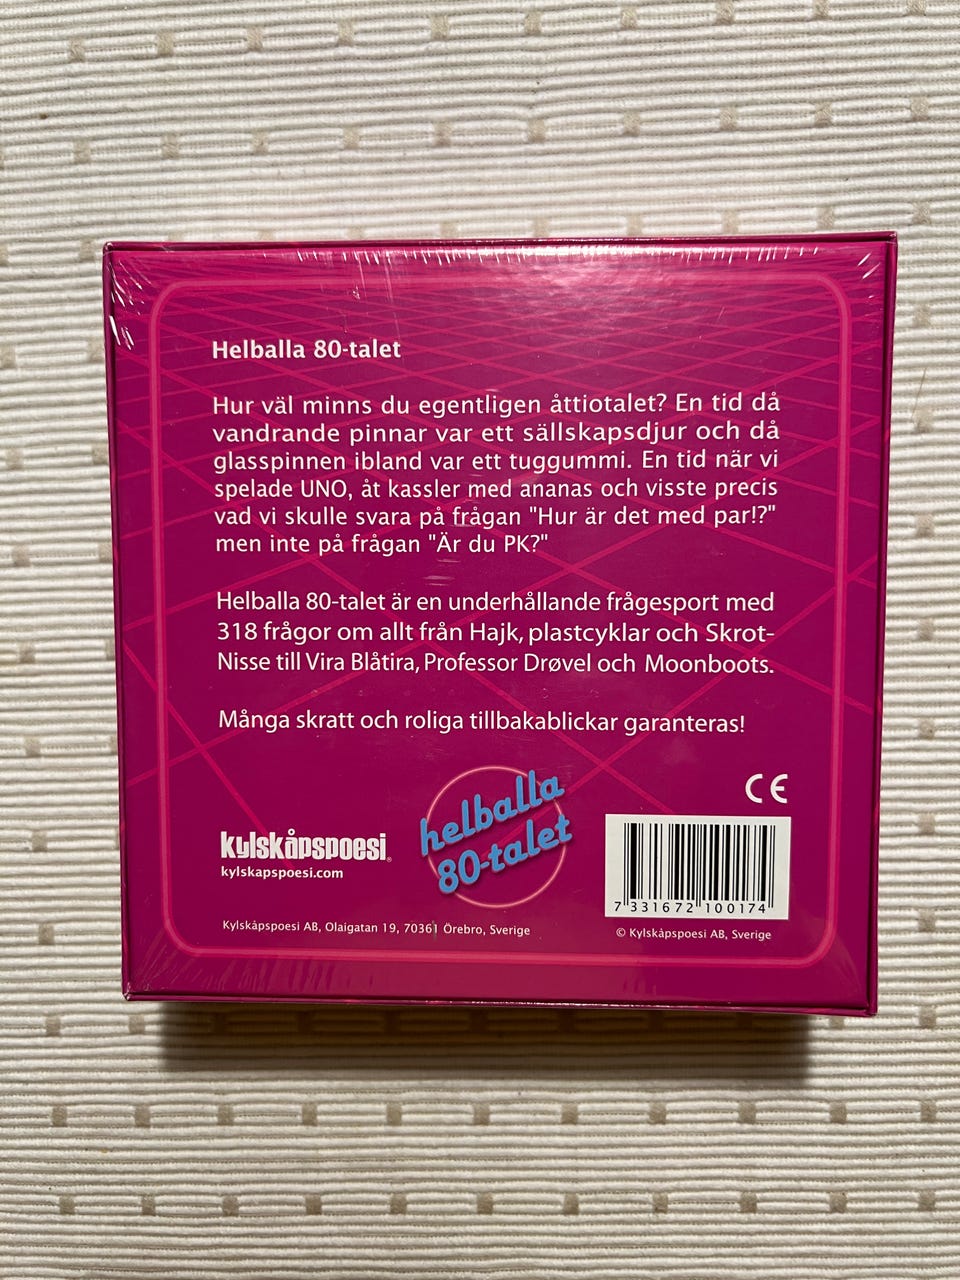 Helballa 80-talet
Hur väl minns du egentligen åttiotalet? En tid då
vandrande pinnar var ett sällskapsdjur och då
glasspinnen ibland var ett tuggummi. En tid när vi
spelade UNO, åt kassler med ananas och visste precis
vad vi skulle svara på frågan "Hur är det med par!?"
men inte på frågan "Är du PK?"
Helballa 80-talet är en underhållande frågesport med
318 frågor om allt från Hajk, plastcyklar och Skrot-
Nisse till Vira Blåtira, Professor Drøvel och Moonboots.
Många skratt och roliga tillbakablickar garanteras!
CE
kylskåpspoesi®
kylskapspoesi.com
helballa
80-talet
7 331672 100174
Kylskåpspoesi AB, Olaigatan 19, 70361 Örebro, Sverige
© Kylskåpspoesi AB, Sverige